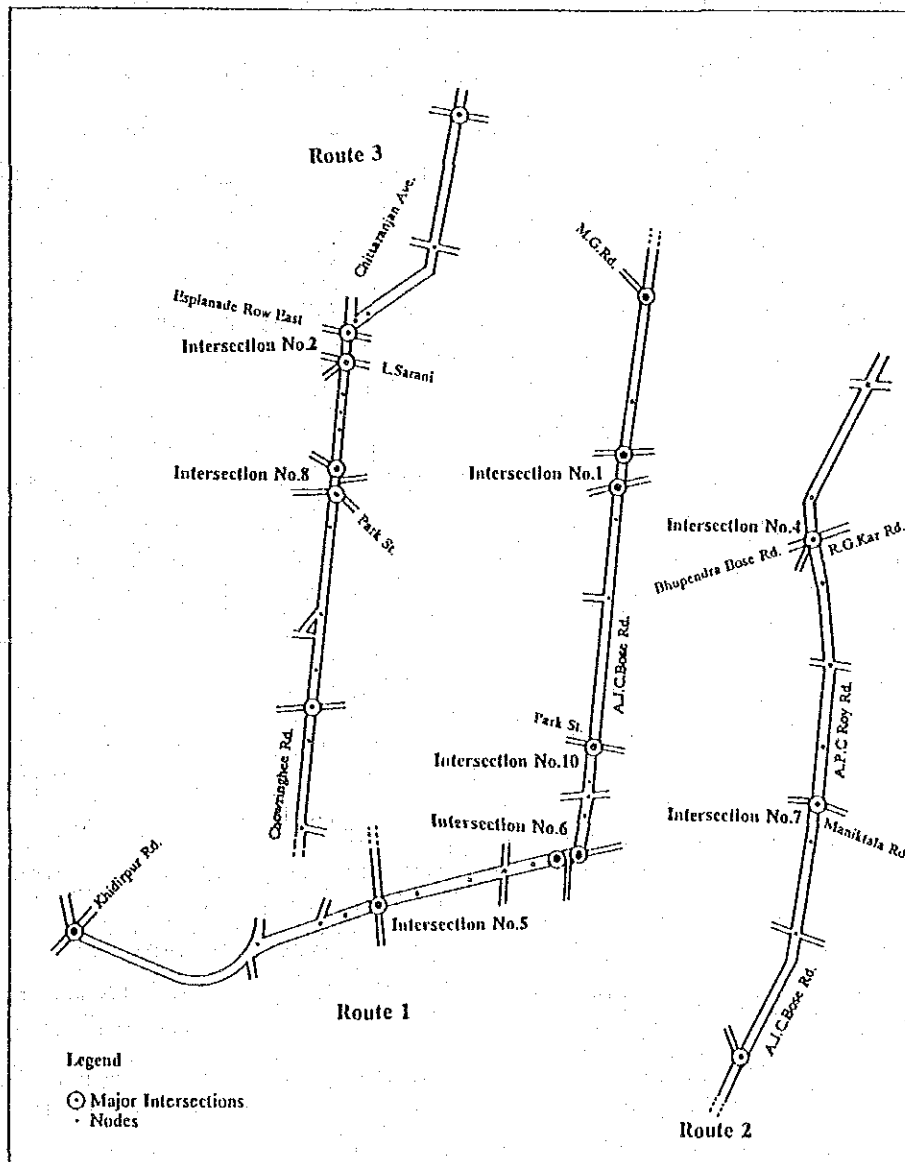 Route 3
Chittaranjan Ave.
M.G.Rd.
Esplanade Row East
Intersection No.2
L.Sarani
Intersection No.8
Park St.
Intersection No.1
Intersection No.4
R.G.Kar Rd.
Bhupendra Bose Rd.
A.J.C.Bose Rd.
A.P.C Roy Rd.
Park St.
Intersection No.10
Chowringhee Rd.
Intersection No.6
Intersection No.7
Maniktala Rd.
Khidirpur Rd.
Intersection No.5
A.J.C.Bose Rd.
Route 1
Legend
Major Intersections
Nodes
Route 2